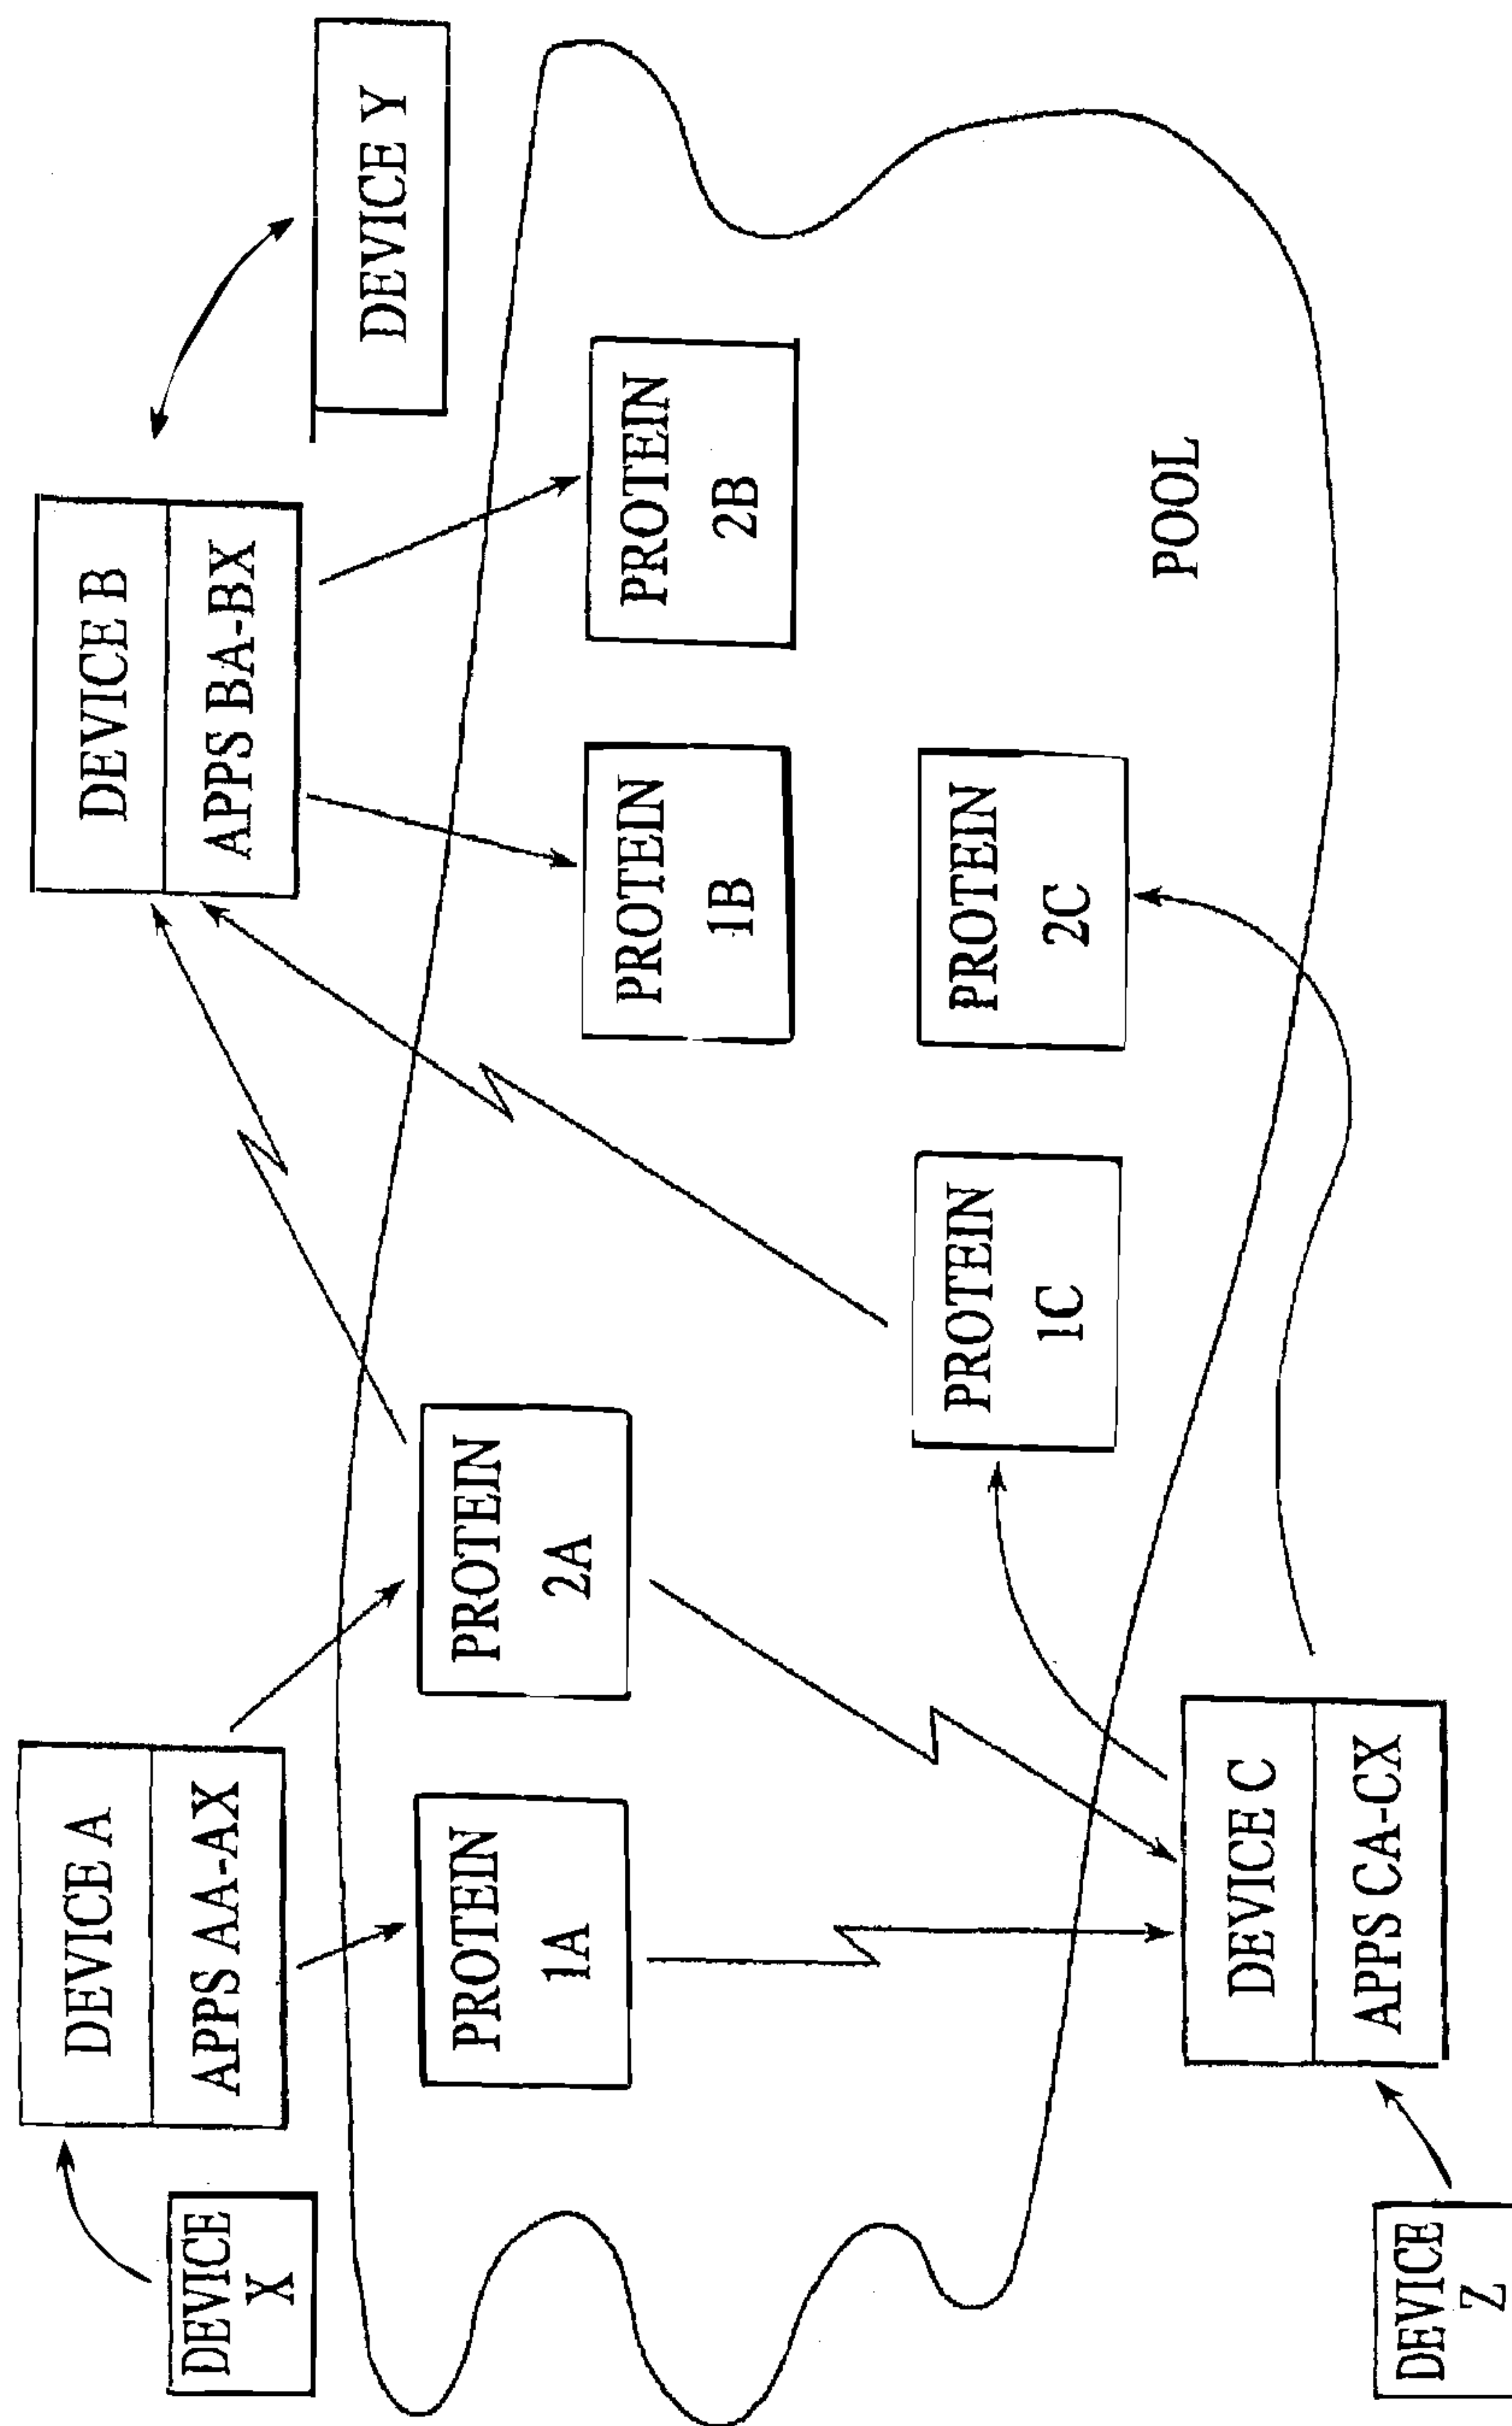 DEVICE
X
DEVICE A
APPS AA-AX
DEVICE B
APPS BA-BX
DEVICE Y
PROTEIN
1A
PROTEIN
2A
PROTEIN
1B
PROTEIN
2B
PROTEIN
1C
PROTEIN
2C
POOL
DEVICE
Z
DEVICE C
APPS CA-CX